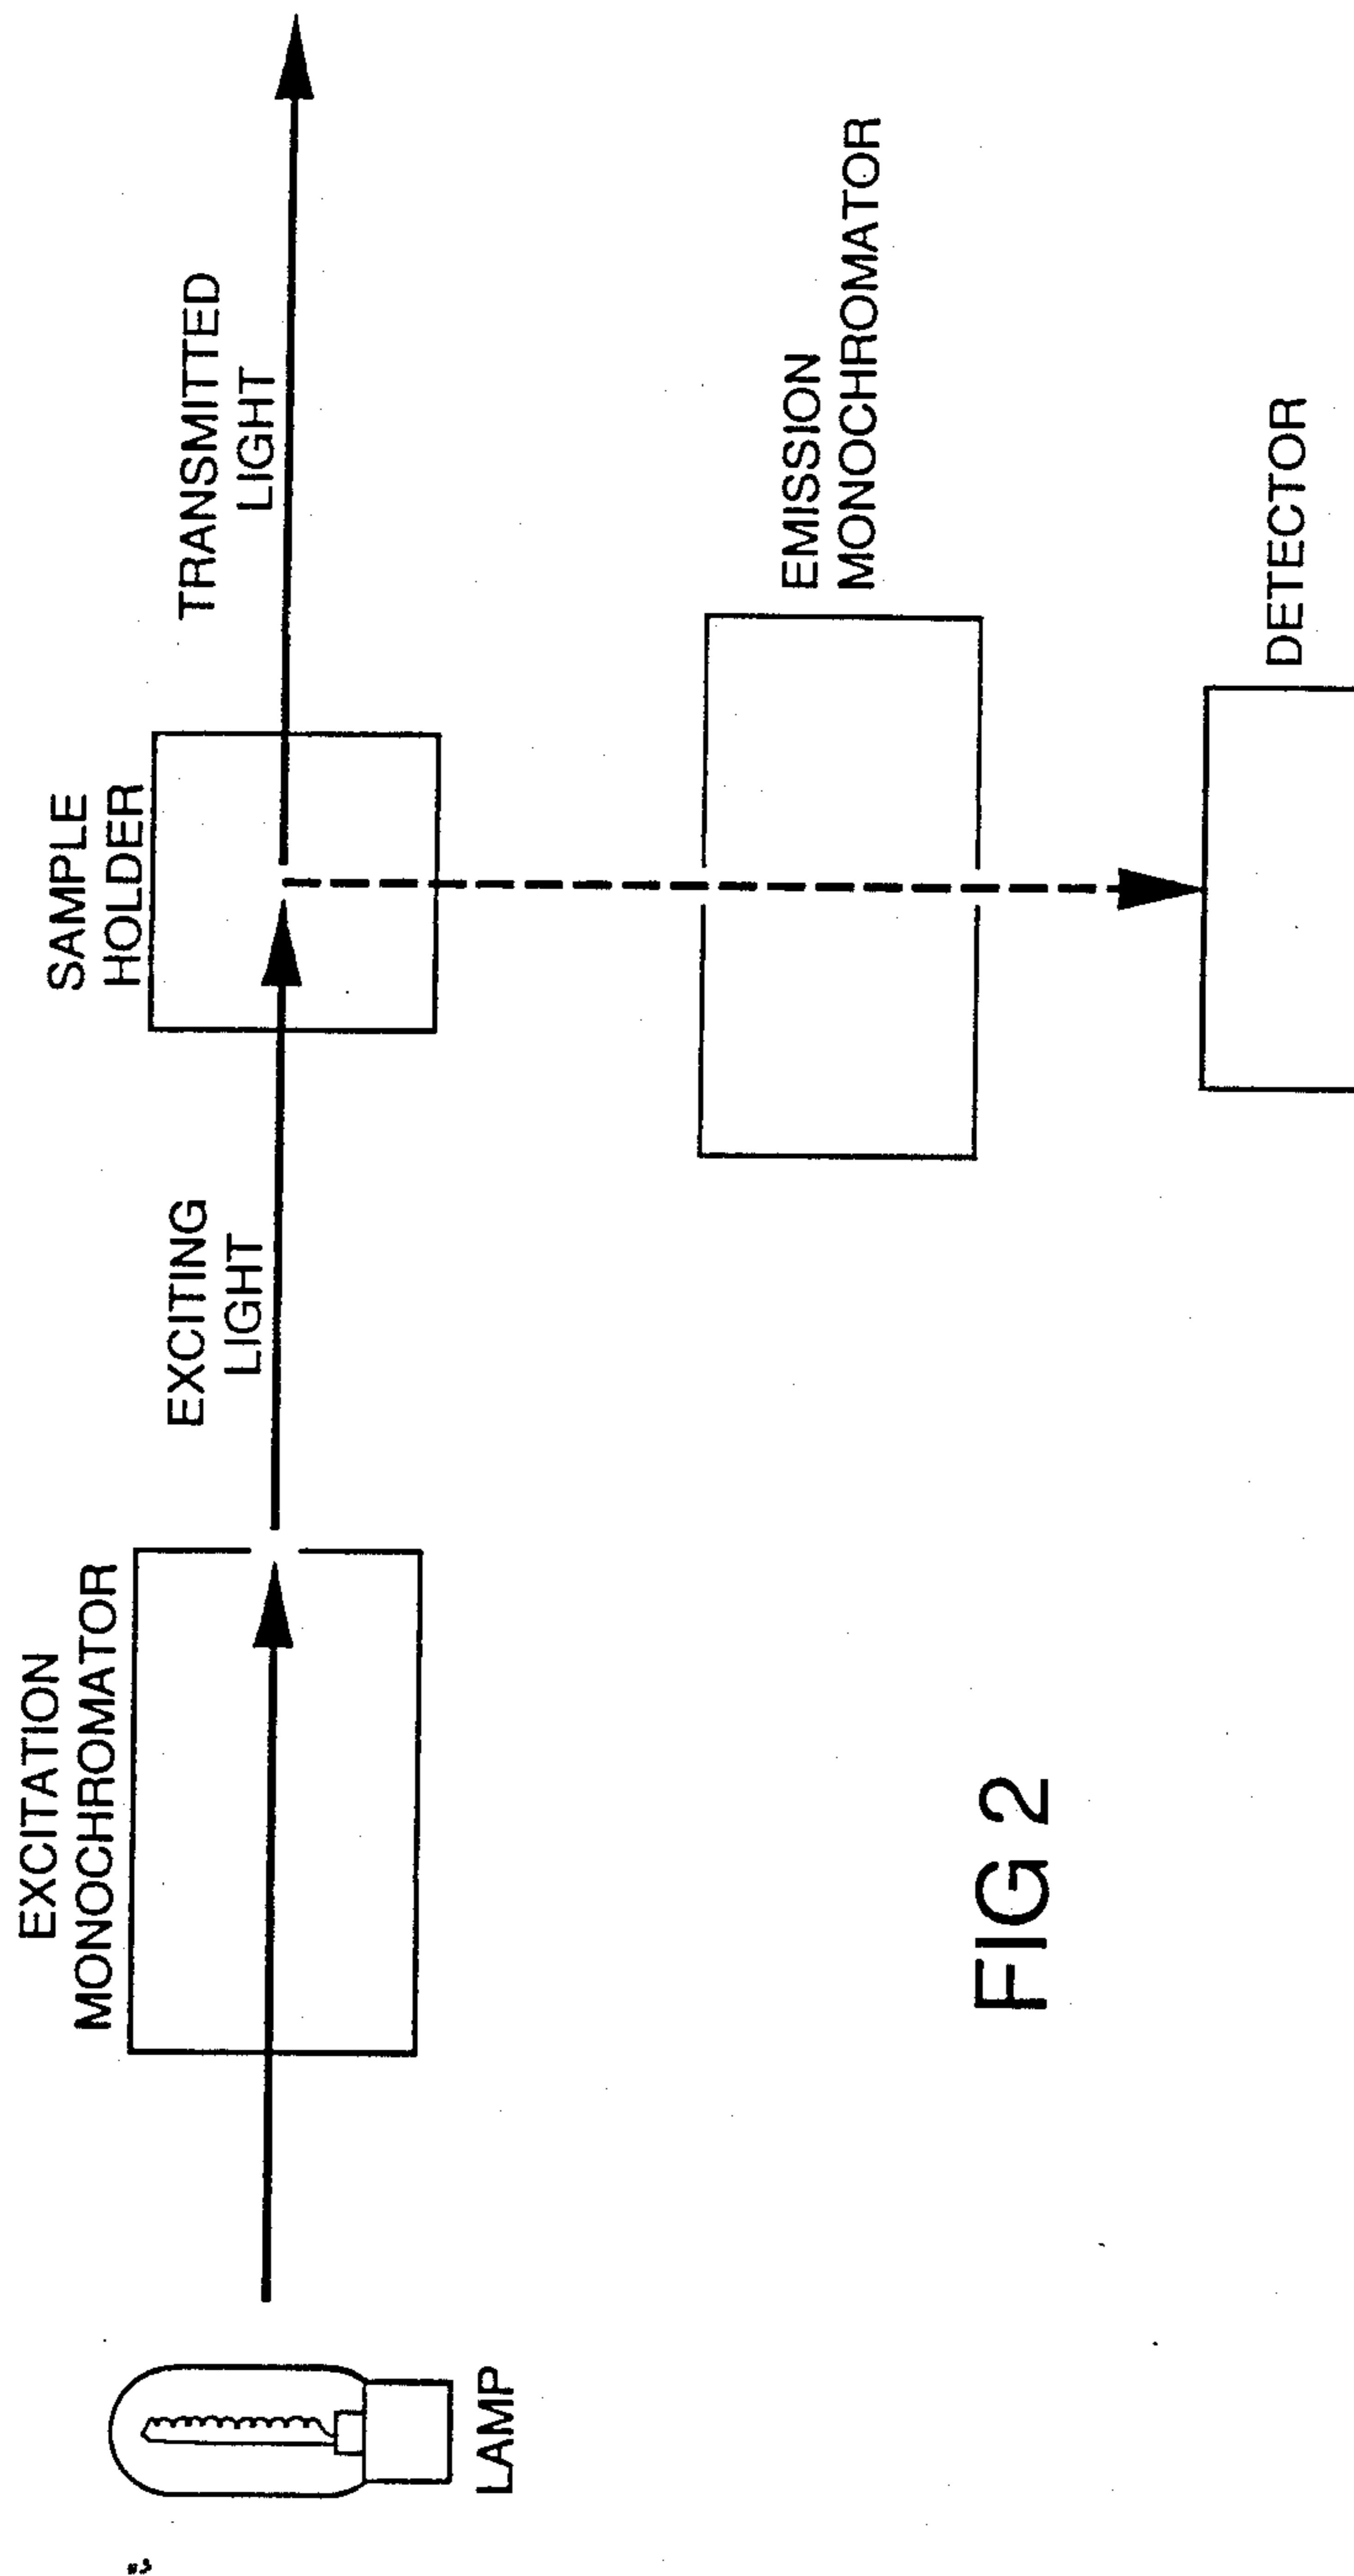 LAMP
EXCITATION
MONOCHROMATOR
EXCITING
LIGHT
SAMPLE
HOLDER
TRANSMITTED
LIGHT
EMISSION
MONOCHROMATOR
DETECTOR
FIG 2